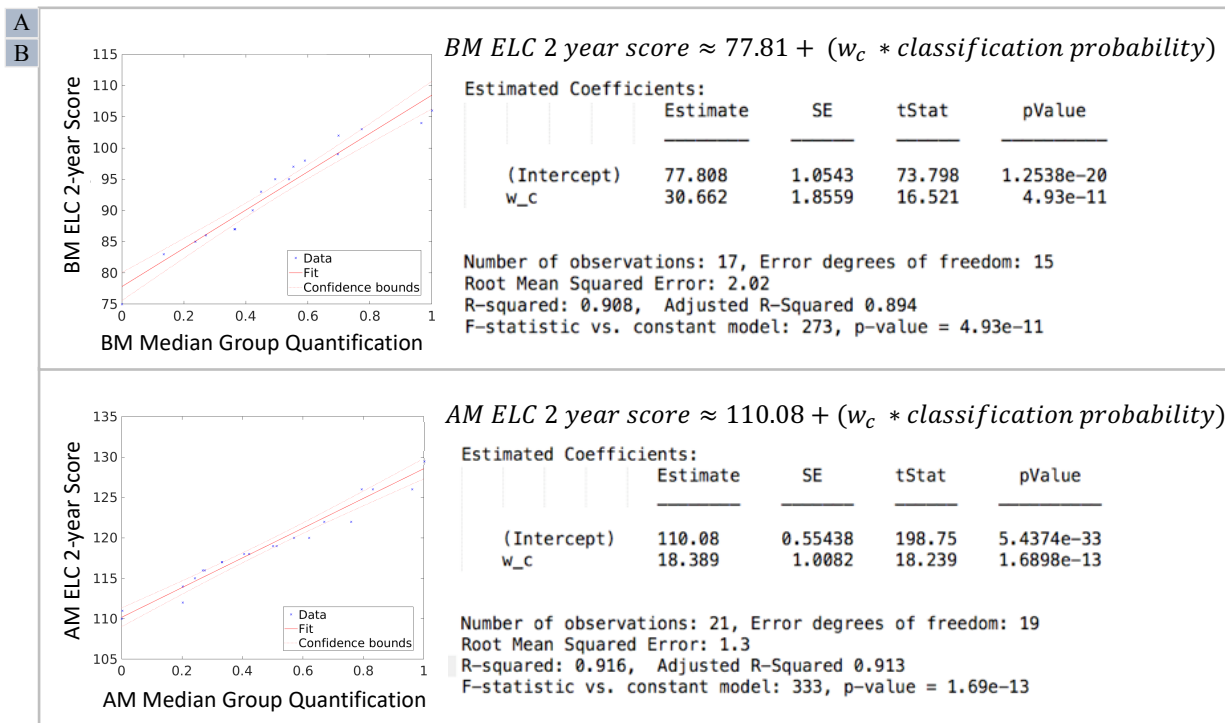 A
B
115
110
105
100
95
90
85
80
75
BM ELC 2-year Score
Data
Fit
Confidence bounds
0 0.2 0.4 0.6 0.8 1
BM Median Group Quantification
BM ELC 2 year score ≈ 77.81 + (w_c * classification probability)
Estimated Coefficients:
Estimate SE tStat pValue
(Intercept) 77.808 1.0543 73.798 1.2538e-20
w_c 30.662 1.8559 16.521 4.93e-11
Number of observations: 17, Error degrees of freedom: 15
Root Mean Squared Error: 2.02
R-squared: 0.908, Adjusted R-Squared 0.894
F-statistic vs. constant model: 273, p-value = 4.93e-11
135
130
125
120
115
110
105
AM ELC 2-year Score
Data
Fit
Confidence bounds
0 0.2 0.4 0.6 0.8 1
AM Median Group Quantification
AM ELC 2 year score ≈ 110.08 + (w_c * classification probability)
Estimated Coefficients:
Estimate SE tStat pValue
(Intercept) 110.08 0.55438 198.75 5.4374e-33
w_c 18.389 1.0082 18.239 1.6898e-13
Number of observations: 21, Error degrees of freedom: 19
Root Mean Squared Error: 1.3
R-squared: 0.916, Adjusted R-Squared 0.913
F-statistic vs. constant model: 333, p-value = 1.69e-13